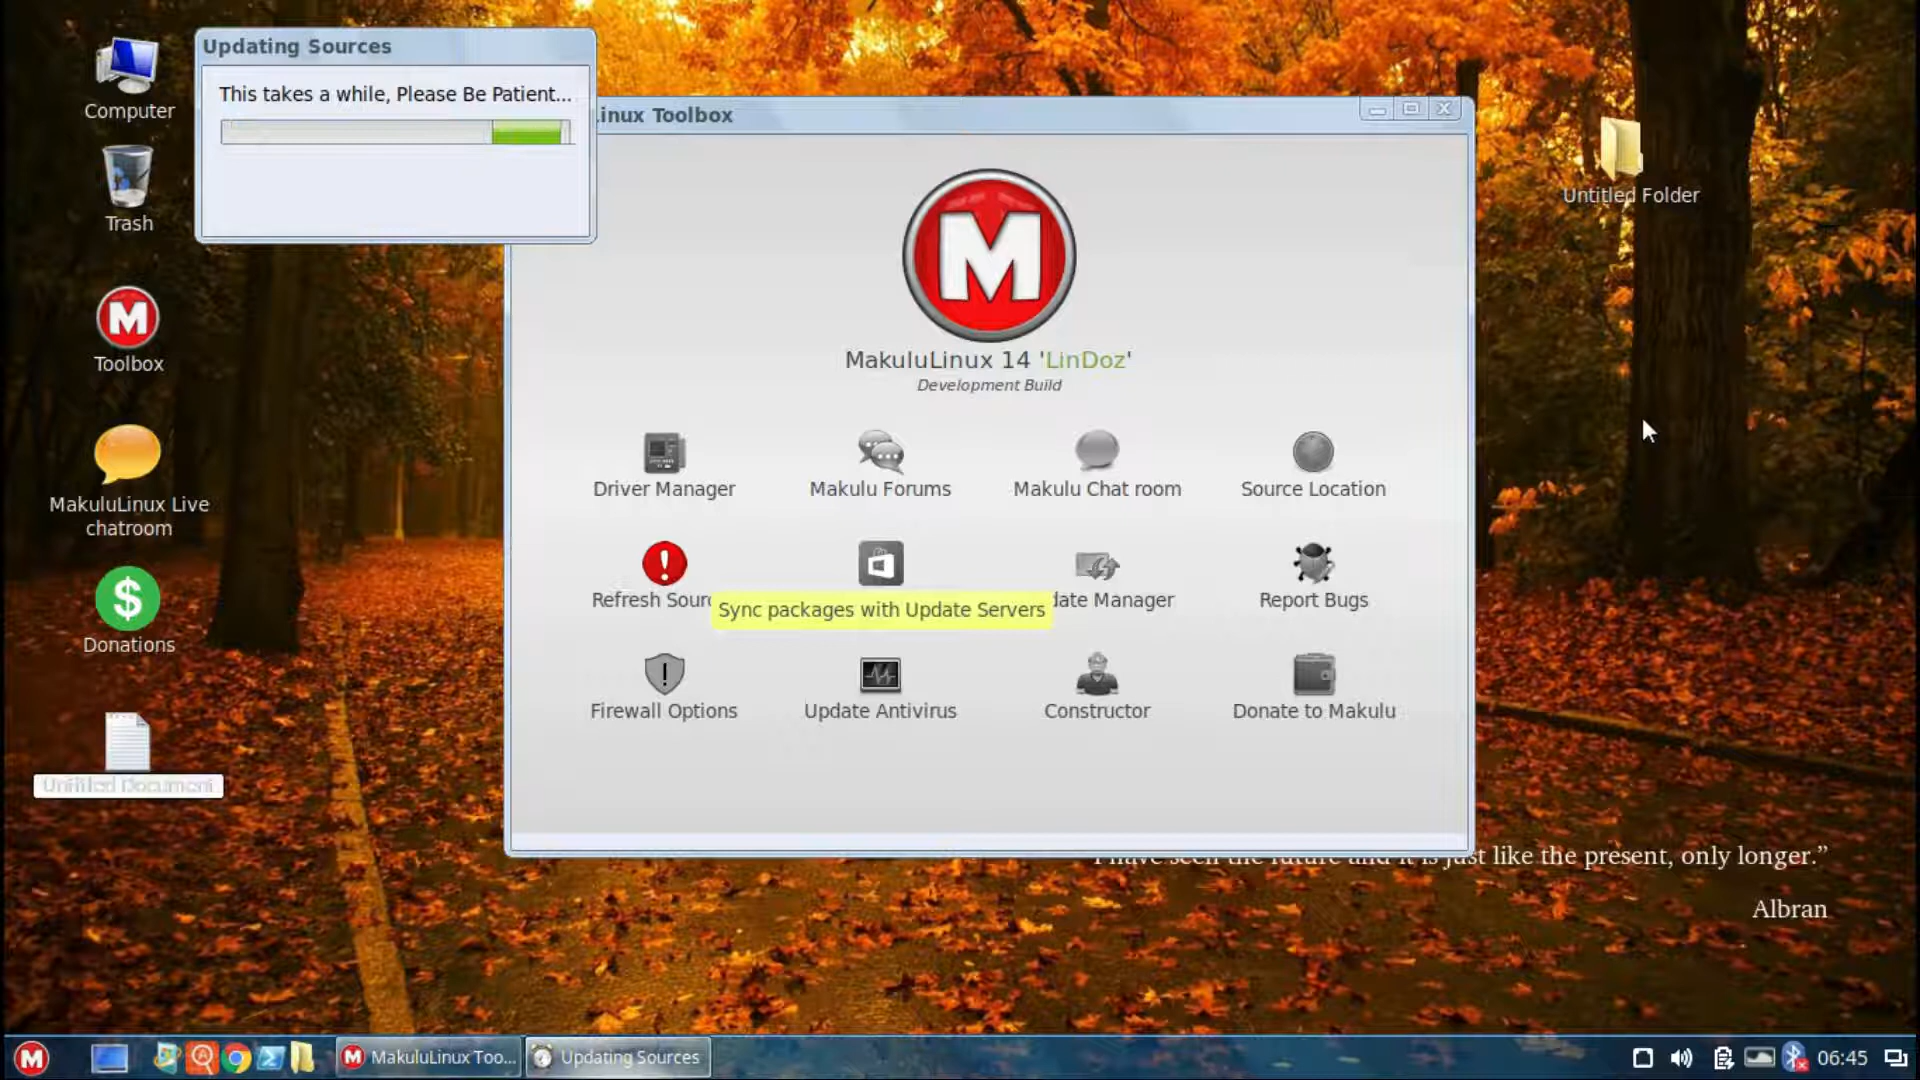 Computer
Trash
Toolbox
MakuluLinux Live
chatroom
Donations
Untitled Document
Updating Sources
This takes a while, Please Be Patient...
inux Toolbox
M
MakuluLinux 14 'LinDoz'
Development Build
Driver Manager
Makulu Forums
Makulu Chat room
Source Location
Refresh Sour
Sync packages with Update Servers
date Manager
Report Bugs
Firewall Options
Update Antivirus
Constructor
Donate to Makulu
Untitled Folder
I have seen the future and it is just like the present, only longer.”
Albran
MakuluLinux Too...
Updating Sources
06:45